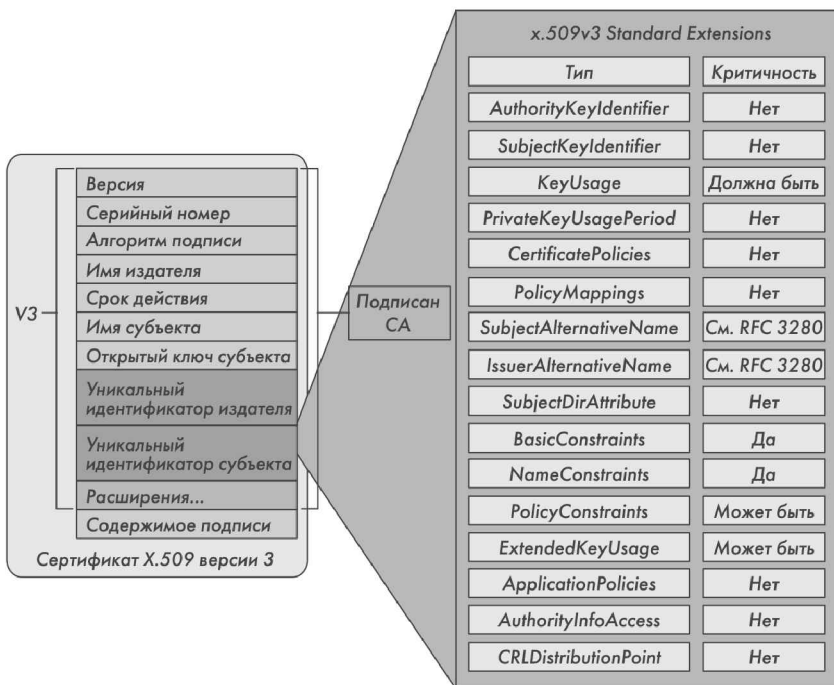 V3
Версия
Серийный номер
Алгоритм подписи
Имя издателя
Срок действия
Имя субъекта
Открытый ключ субъекта
Уникальный
идентификатор издателя
Уникальный
идентификатор субъекта
Расширения...
Содержимое подписи
Сертификат X.509 версии 3
Подписан
CA
x.509v3 Standard Extensions
Тип Критичность
AuthorityKeyIdentifier Нет
SubjectKeyIdentifier Нет
KeyUsage Должна быть
PrivateKeyUsagePeriod Нет
CertificatePolicies Нет
PolicyMappings Нет
SubjectAlternativeName См. RFC 3280
IssuerAlternativeName См. RFC 3280
SubjectDirAttribute Нет
BasicConstraints Да
NameConstraints Да
PolicyConstraints Может быть
ExtendedKeyUsage Может быть
ApplicationPolicies Нет
AuthorityInfoAccess Нет
CRLDistributionPoint Нет